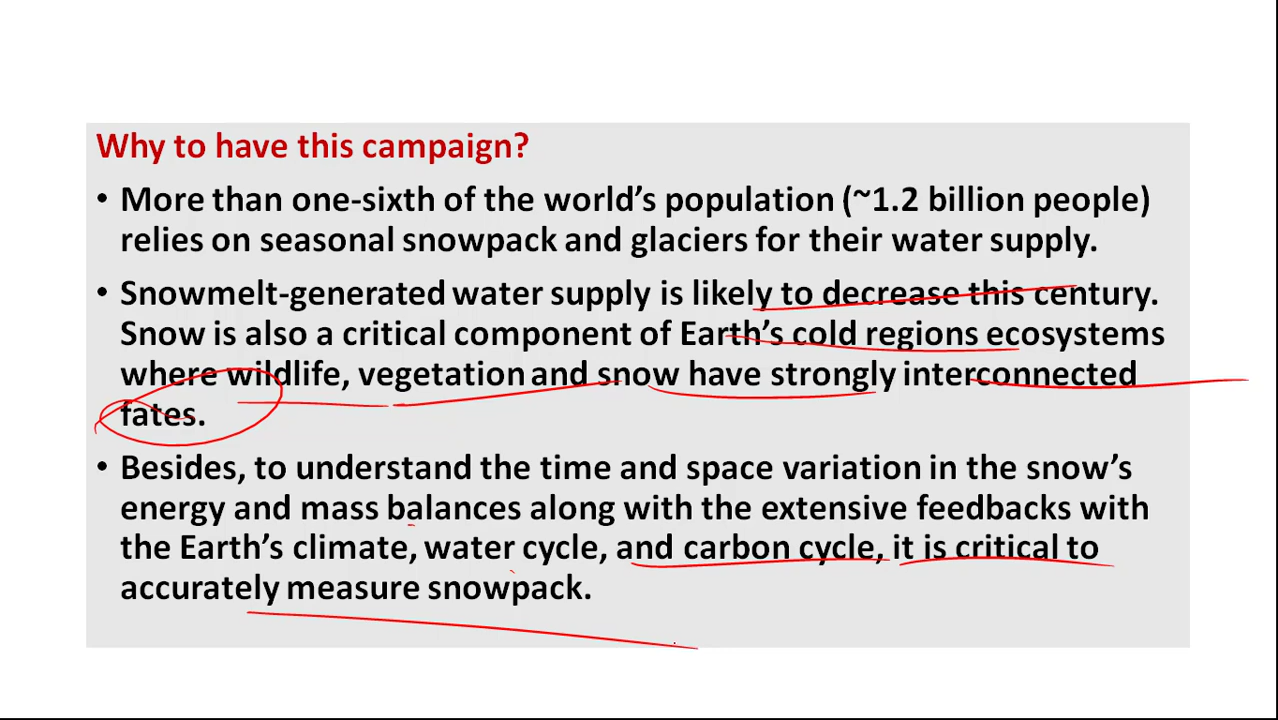 Why to have this campaign?
• More than one-sixth of the world's population (~1.2 billion people)
relies on seasonal snowpack and glaciers for their water supply.
• Snowmelt-generated water supply is likely to decrease this century.
Snow is also a critical component of Earth's cold regions ecosystems
where wildlife, vegetation and snow have strongly interconnected
fates.
• Besides, to understand the time and space variation in the snow's
energy and mass balances along with the extensive feedbacks with
the Earth's climate, water cycle, and carbon cycle, it is critical to
accurately measure snowpack.